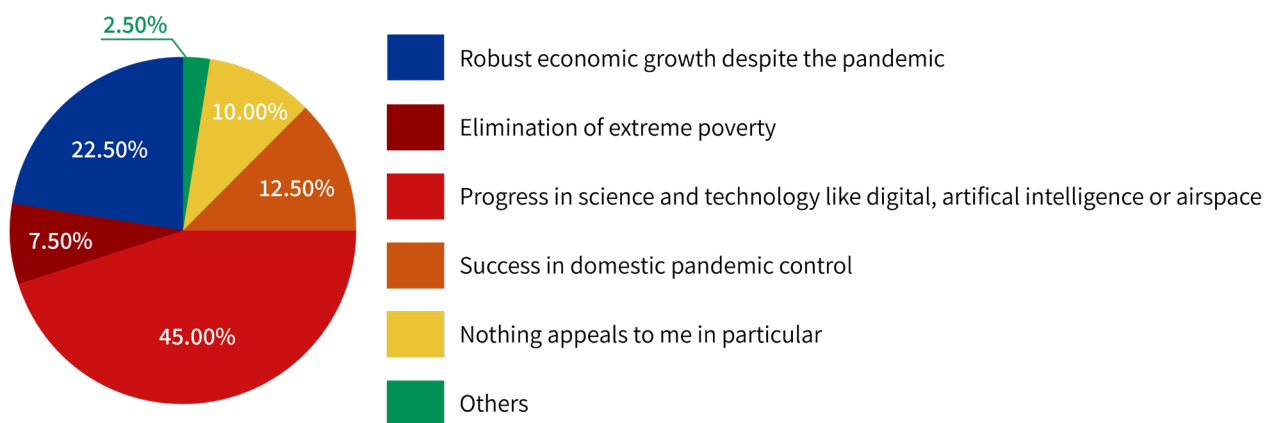 2.50%
10.00%
22.50%
12.50%
7.50%
45.00%
Robust economic growth despite the pandemic
Elimination of extreme poverty
Progress in science and technology like digital, artifical intelligence or airspace
Success in domestic pandemic control
Nothing appeals to me in particular
Others